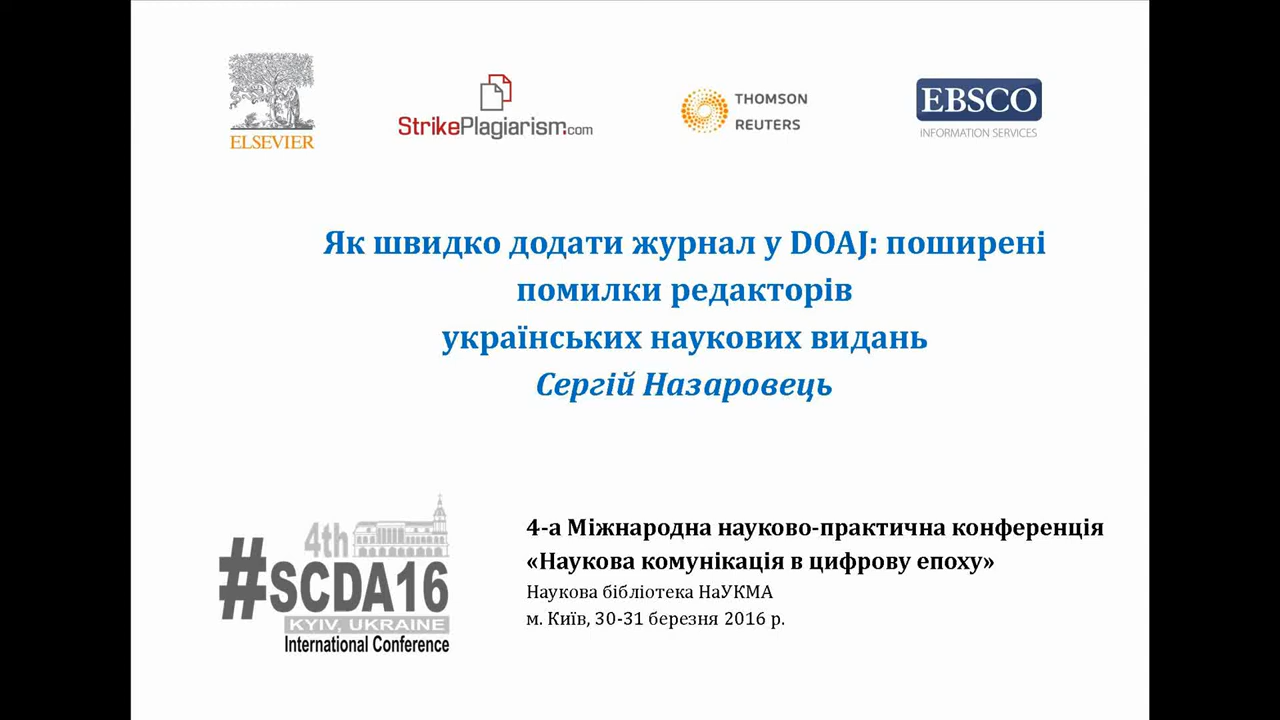 ELSEVIER
StrikePlagiarism.com
THOMSON
REUTERS
EBSCO
INFORMATION SERVICES
Як швидко додати журнал у DOAJ: поширені
помилки редакторів
українських наукових видань
Сергій Назаровець
4th
#SCDA16
KYIV, UKRAINE
International Conference
4-а Міжнародна науково-практична конференція
«Наукова комунікація в цифрову епоху»
Наукова бібліотека НаУКМА
м. Київ, 30-31 березня 2016 р.